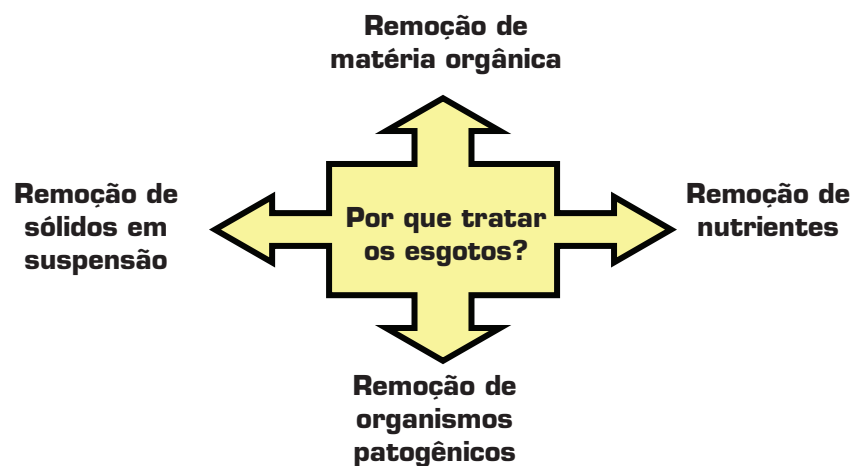 Remoção de
matéria orgânica
Remoção de
sólidos em
suspensão
Por que tratar
os esgotos?
Remoção de
nutrientes
Remoção de
organismos
patogênicos